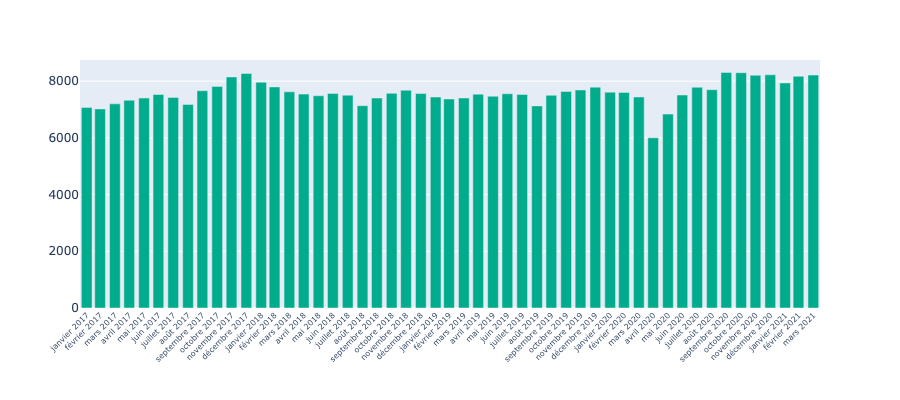 8000
6000
4000
2000
0
janvier 2017
février 2017
mars 2017
avril 2017
mai 2017
juin 2017
juillet 2017
août 2017
septembre 2017
octobre 2017
novembre 2017
décembre 2017
janvier 2018
février 2018
mars 2018
avril 2018
mai 2018
juin 2018
juillet 2018
août 2018
septembre 2018
octobre 2018
novembre 2018
décembre 2018
janvier 2019
février 2019
mars 2019
avril 2019
mai 2019
juin 2019
juillet 2019
août 2019
septembre 2019
octobre 2019
novembre 2019
décembre 2019
janvier 2020
février 2020
mars 2020
avril 2020
mai 2020
juin 2020
juillet 2020
août 2020
septembre 2020
octobre 2020
novembre 2020
décembre 2020
janvier 2021
février 2021
mars 2021